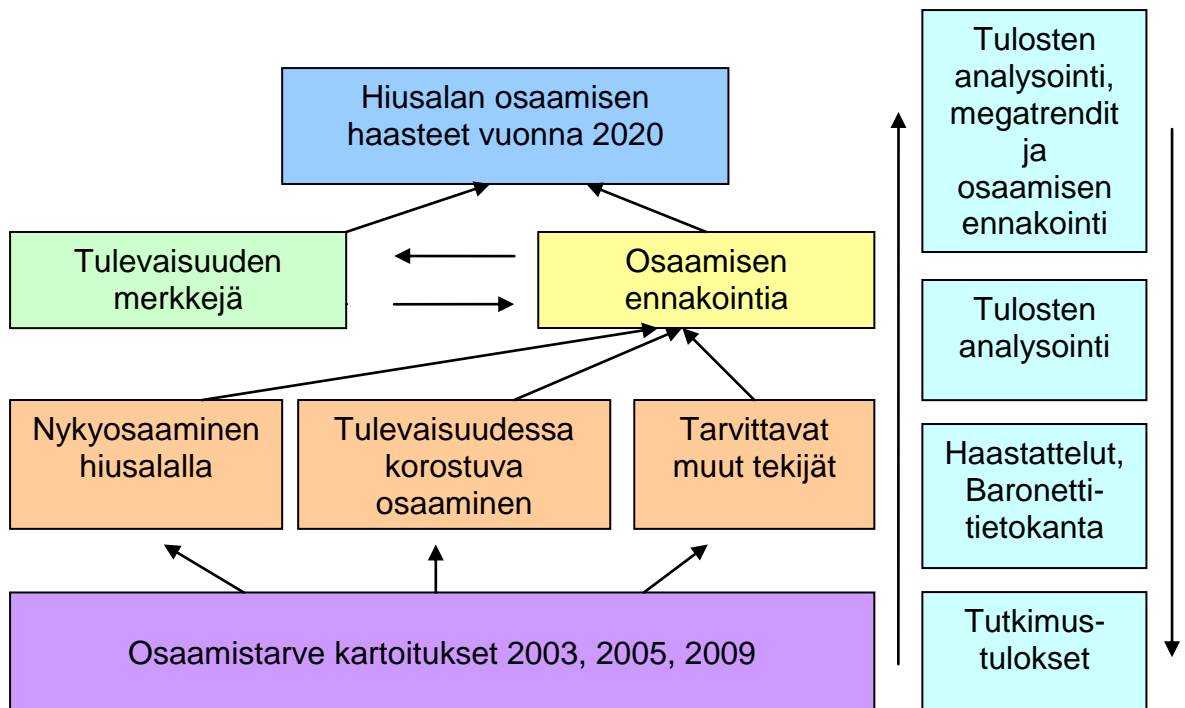 Hiusalan osaamisen
haasteet vuonna 2020
Tulevaisuuden
merkkejä
Osaamisen
ennakointia
Nykyosaaminen
hiusalalla
Tulevaisuudessa
korostuva
osaaminen
Tarvittavat
muut tekijät
Osaamistarve kartoitukset 2003, 2005, 2009
Tulosten
analysointi,
megatrendit
ja
osaamisen
ennakointi
Tulosten
analysointi
Haastattelut,
Baronetti-
tietokanta
Tutkimus-
tulokset